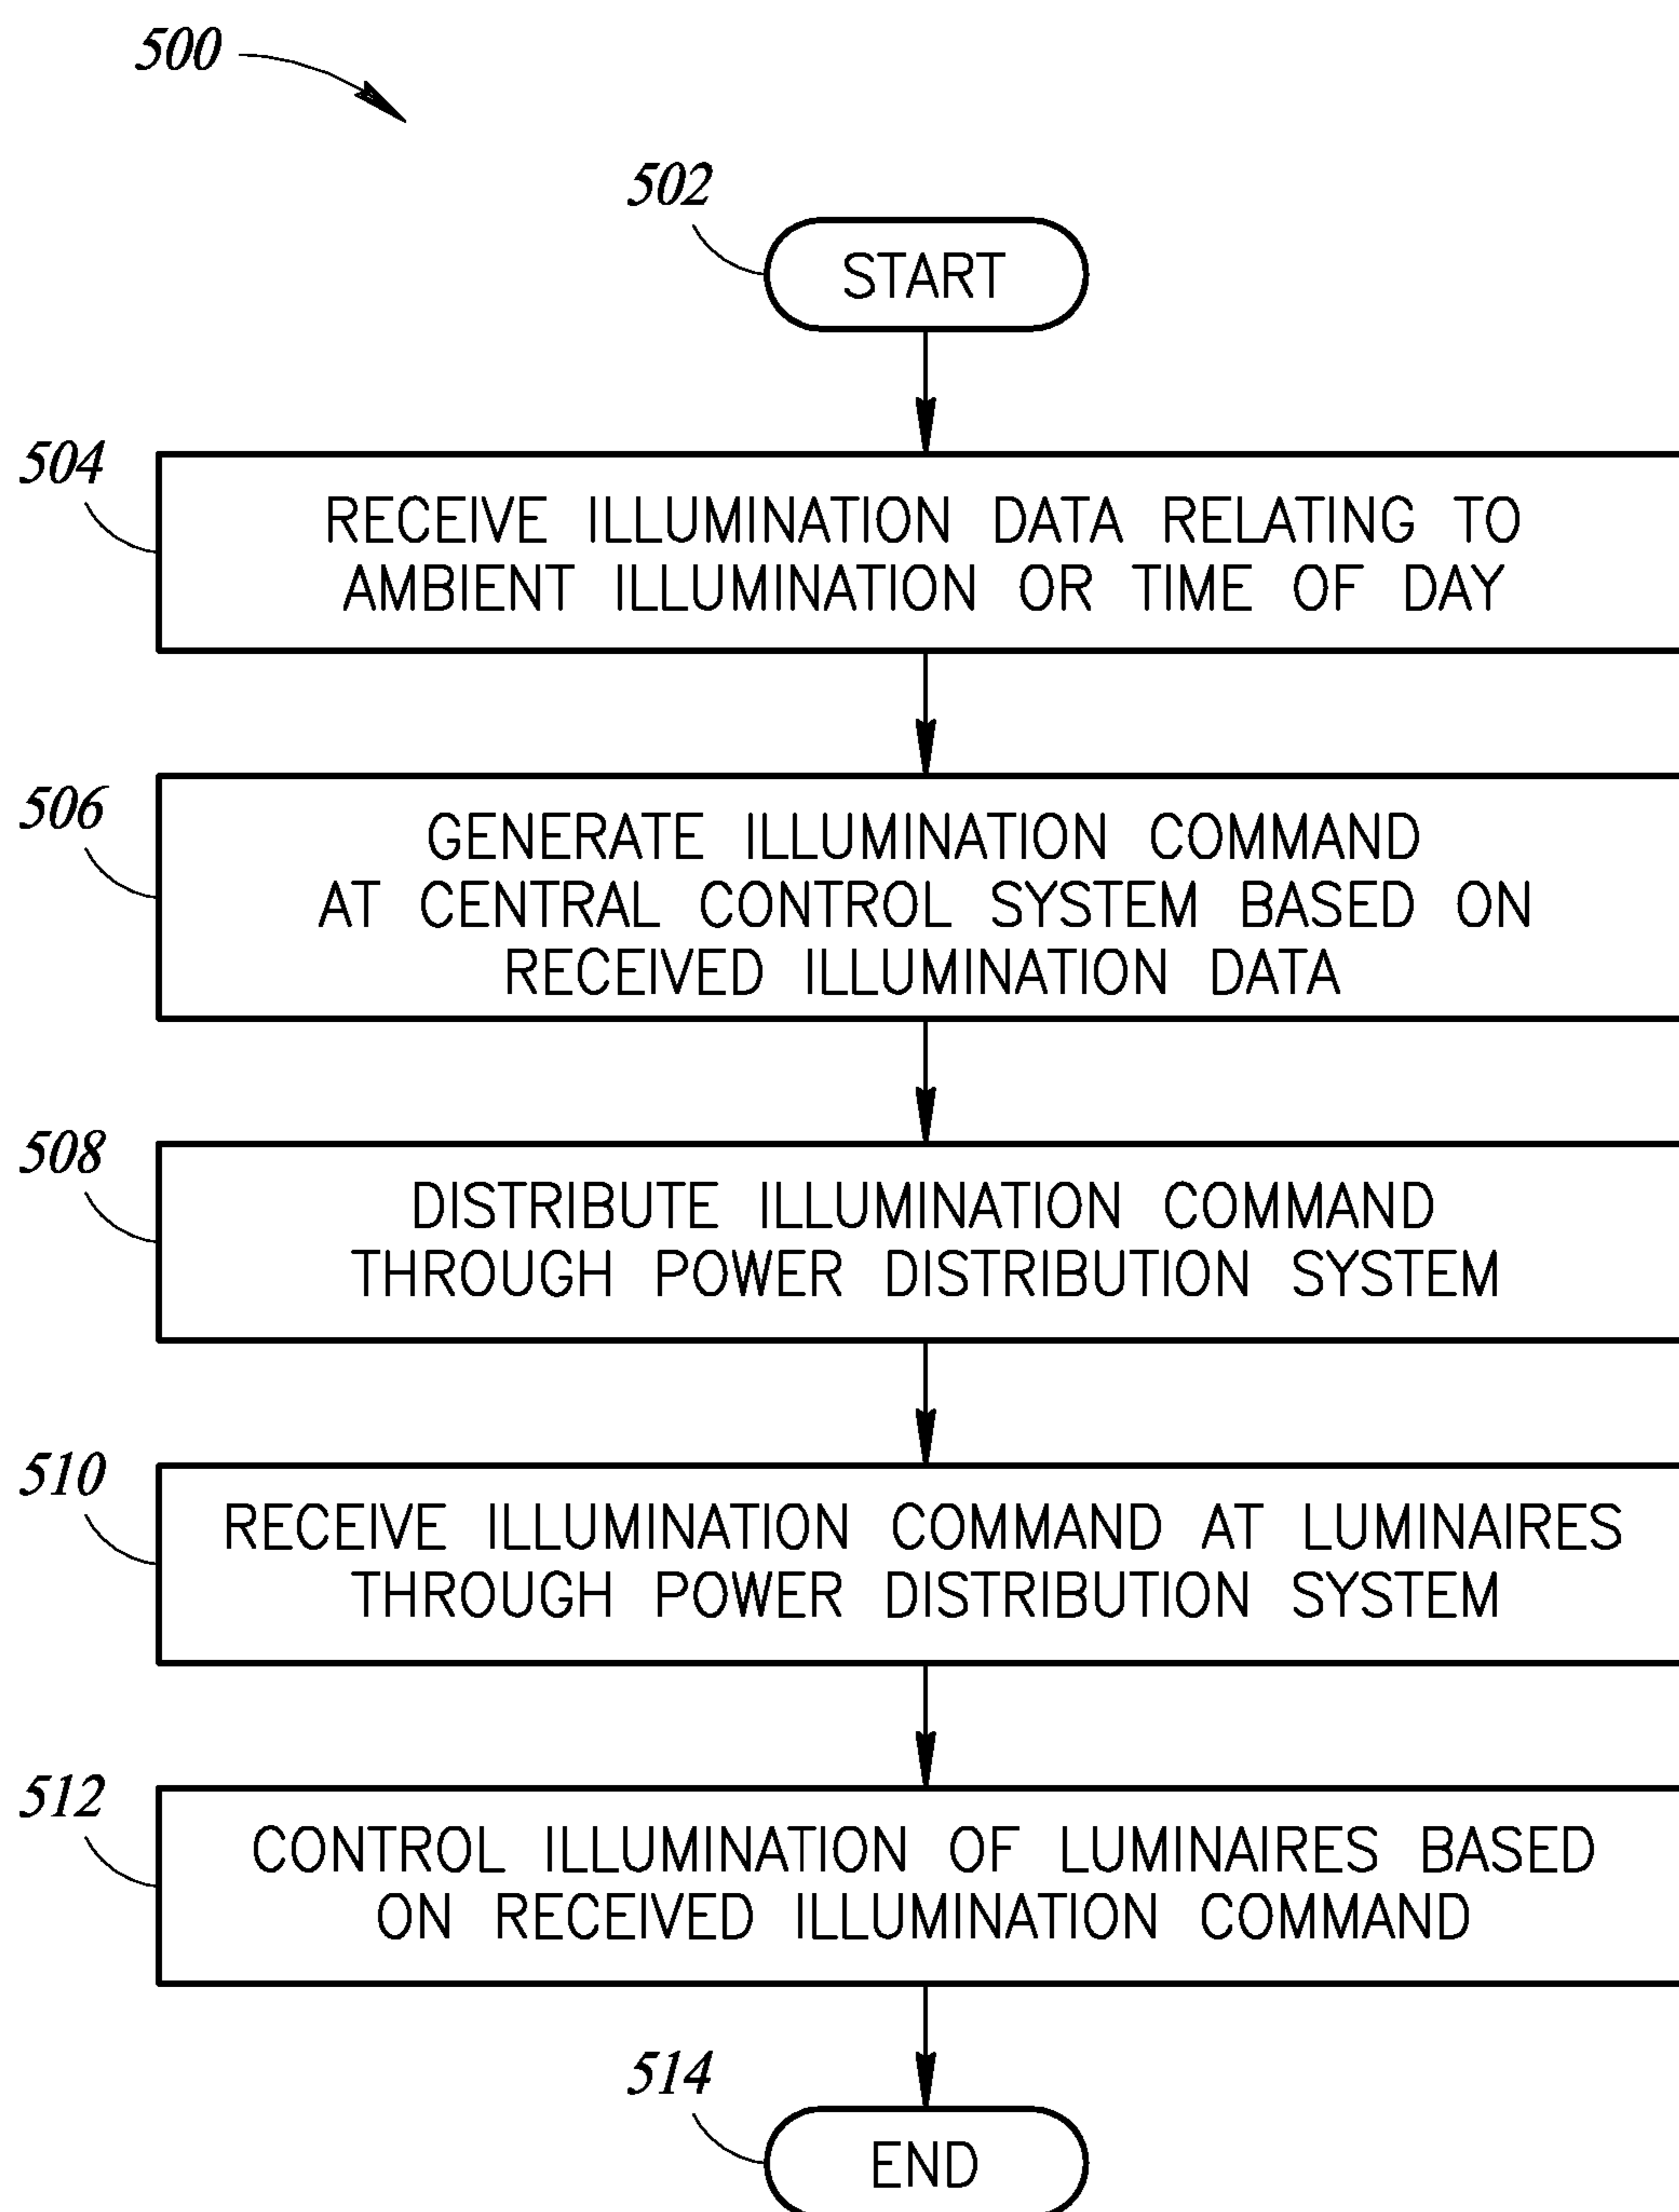 500
502
START
504
RECEIVE ILLUMINATION DATA RELATING TO
AMBIENT ILLUMINATION OR TIME OF DAY
506
GENERATE ILLUMINATION COMMAND
AT CENTRAL CONTROL SYSTEM BASED ON
RECEIVED ILLUMINATION DATA
508
DISTRIBUTE ILLUMINATION COMMAND
THROUGH POWER DISTRIBUTION SYSTEM
510
RECEIVE ILLUMINATION COMMAND AT LUMINAIRES
THROUGH POWER DISTRIBUTION SYSTEM
512
CONTROL ILLUMINATION OF LUMINAIRES BASED
ON RECEIVED ILLUMINATION COMMAND
514
END